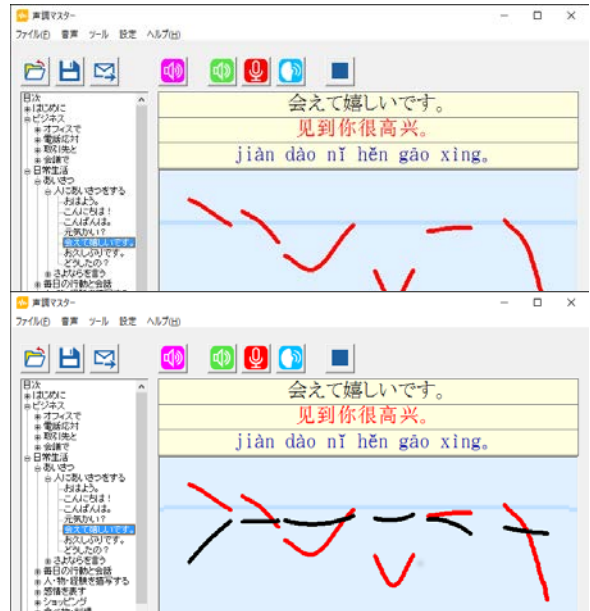 声調マスター
ファイル(F) 音声 ツール 設定 ヘルプ(H)
目次
はじめに
ビジネス
オフィスで
電話応対
取引先と
会議で
日常生活
あいさつ
人にあいさつをする
おはよう。
こんにちは!
こんばんは。
元気かい?
会えて嬉しいです。
お久しぶりです。
どうしたの?
さよならを言う
毎日の行動と会話
会えて嬉しいです。
见到你很高兴。
jiàn dào nǐ hěn gāo xìng。
声調マスター
ファイル(F) 音声 ツール 設定 ヘルプ(H)
目次
はじめに
ビジネス
オフィスで
電話応対
取引先と
会議で
日常生活
あいさつ
人にあいさつをする
おはよう。
こんにちは!
こんばんは。
元気かい?
会えて嬉しいです。
お久しぶりです。
どうしたの?
さよならを言う
毎日の行動と会話
人・物・経験を描写する
感情を表す
ショッピング
会えて嬉しいです。
见到你很高兴。
jiàn dào nǐ hěn gāo xìng。